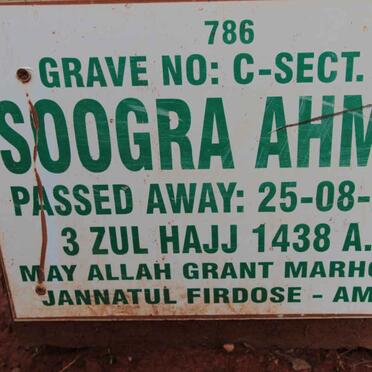 786
GRAVE NO: C-SECT.
SOOGRA AHM
PASSED AWAY: 25-08-
3 ZUL HAJJ 1438 A.
MAY ALLAH GRANT MARHO
JANNATUL FIRDOSE - AM